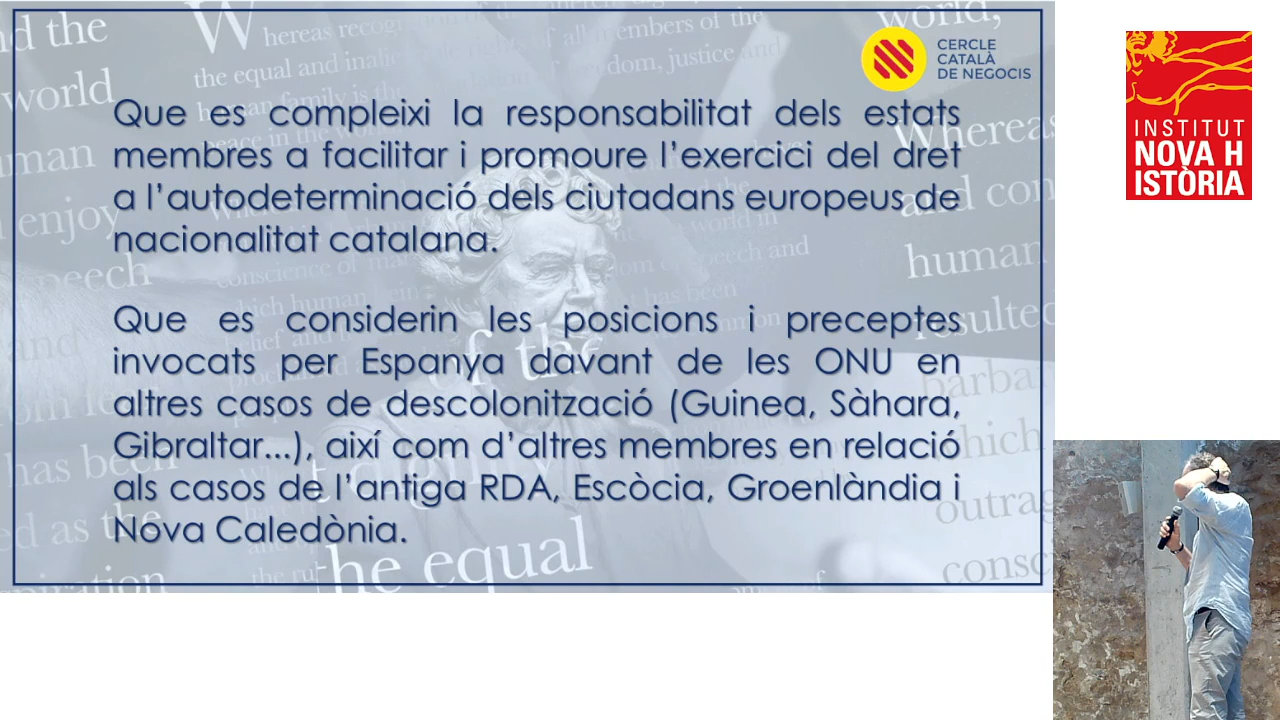 CERCLE
CATALÀ
DE NEGOCIS
Que es compleixi la responsabilitat dels estats
membres a facilitar i promoure l’exercici del dret
a l’autodeterminació dels ciutadans europeus de
nacionalitat catalana.
Que es considerin les posicions i preceptes
invocats per Espanya davant de les ONU en
altres casos de descolonització (Guinea, Sàhara,
Gibraltar...), així com d’altres membres en relació
als casos de l’antiga RDA, Escòcia, Groenlàndia i
Nova Caledònia.
the equal
INSTITUT
NOVA H
ISTÒRIA